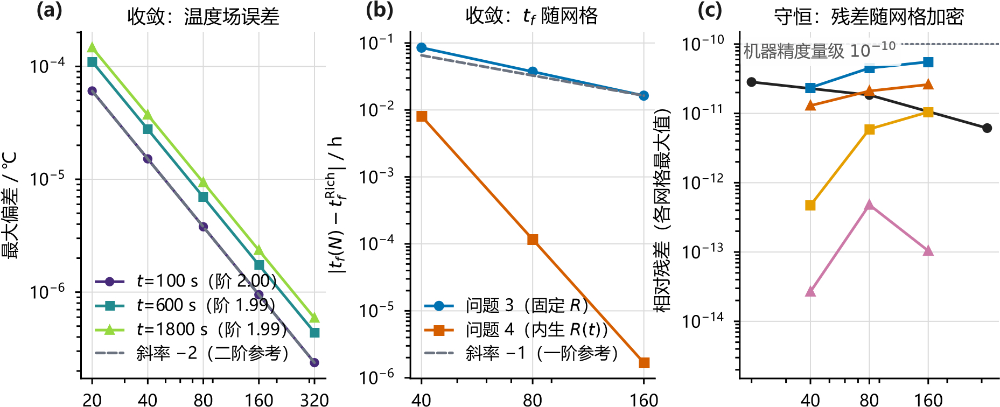 (a)
收敛：温度场误差
最大偏差 / ℃
10⁻⁴
10⁻⁵
10⁻⁶
t=100 s（阶 2.00）
t=600 s（阶 1.99）
t=1800 s（阶 1.99）
斜率 −2（二阶参考）
20 40 80 160 320
(b)
收敛：t_f 随网格
|t_f(N) − t_f^Rich| / h
10⁻¹
10⁻²
10⁻³
10⁻⁴
10⁻⁵
10⁻⁶
问题 3（固定 R）
问题 4（内生 R(t)）
斜率 −1（一阶参考）
40 80 160
(c)
守恒：残差随网格加密
相对残差（各网格最大值）
10⁻¹⁰
机器精度量级 10⁻¹⁰
10⁻¹¹
10⁻¹²
10⁻¹³
10⁻¹⁴
40 80 160